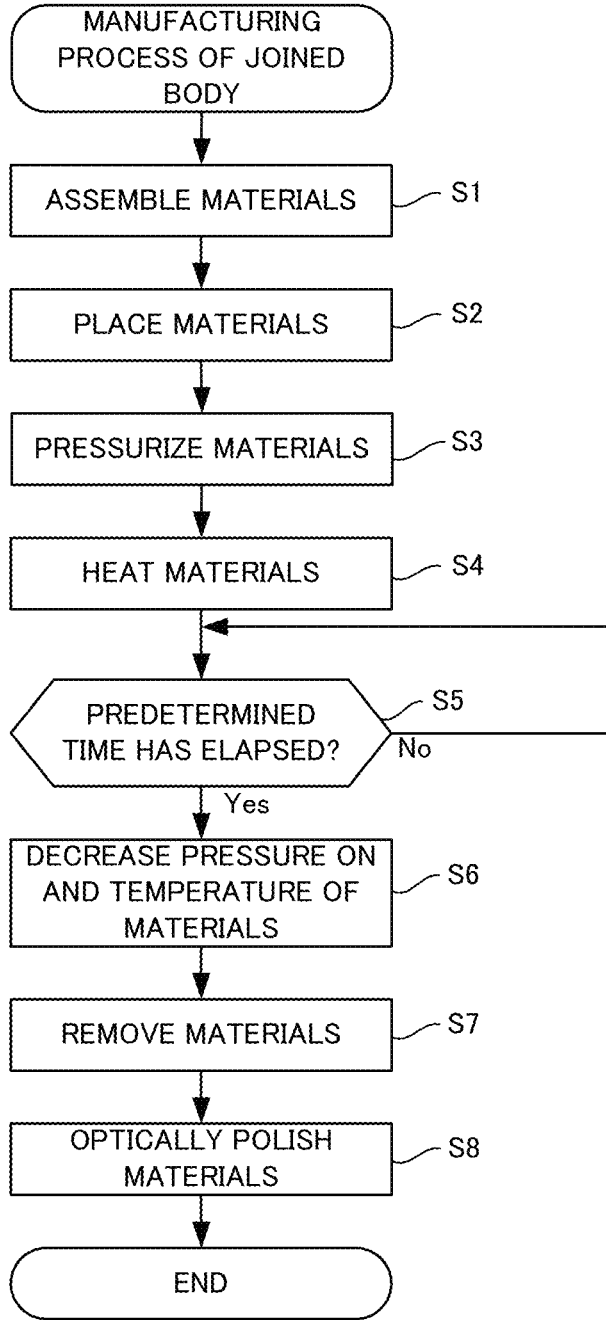 MANUFACTURING
PROCESS OF JOINED
BODY
ASSEMBLE MATERIALS
S1
PLACE MATERIALS
S2
PRESSURIZE MATERIALS
S3
HEAT MATERIALS
S4
PREDETERMINED
TIME HAS ELAPSED?
S5
No
Yes
DECREASE PRESSURE ON
AND TEMPERATURE OF
MATERIALS
S6
REMOVE MATERIALS
S7
OPTICALLY POLISH
MATERIALS
S8
END